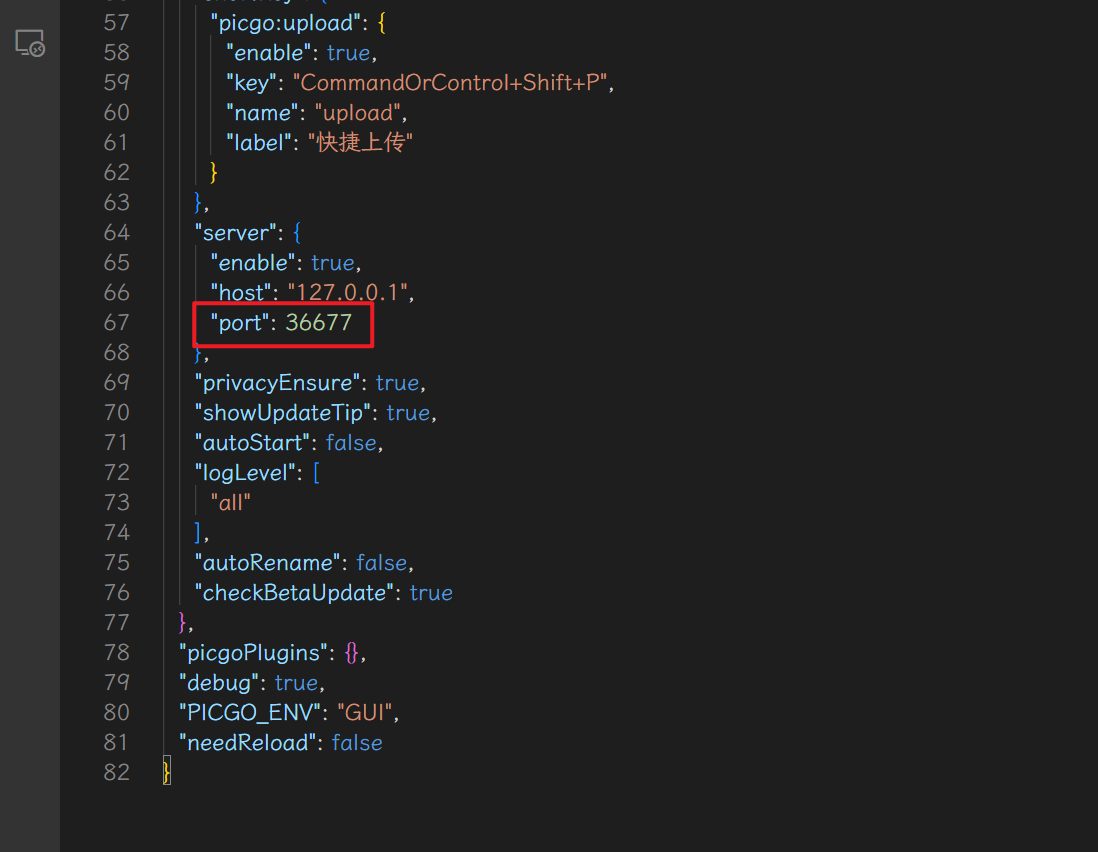 57 "picgo:upload": {
58 "enable": true,
59 "key": "CommandOrControl+Shift+P",
60 "name": "upload",
61 "label": "快捷上传"
62 }
63 },
64 "server": {
65 "enable": true,
66 "host": "127.0.0.1",
67 "port": 36677
68 },
69 "privacyEnsure": true,
70 "showUpdateTip": true,
71 "autoStart": false,
72 "logLevel": [
73 "all"
74 ],
75 "autoRename": false,
76 "checkBetaUpdate": true
77 },
78 "picgoPlugins": {},
79 "debug": true,
80 "PICGO_ENV": "GUI",
81 "needReload": false
82 }